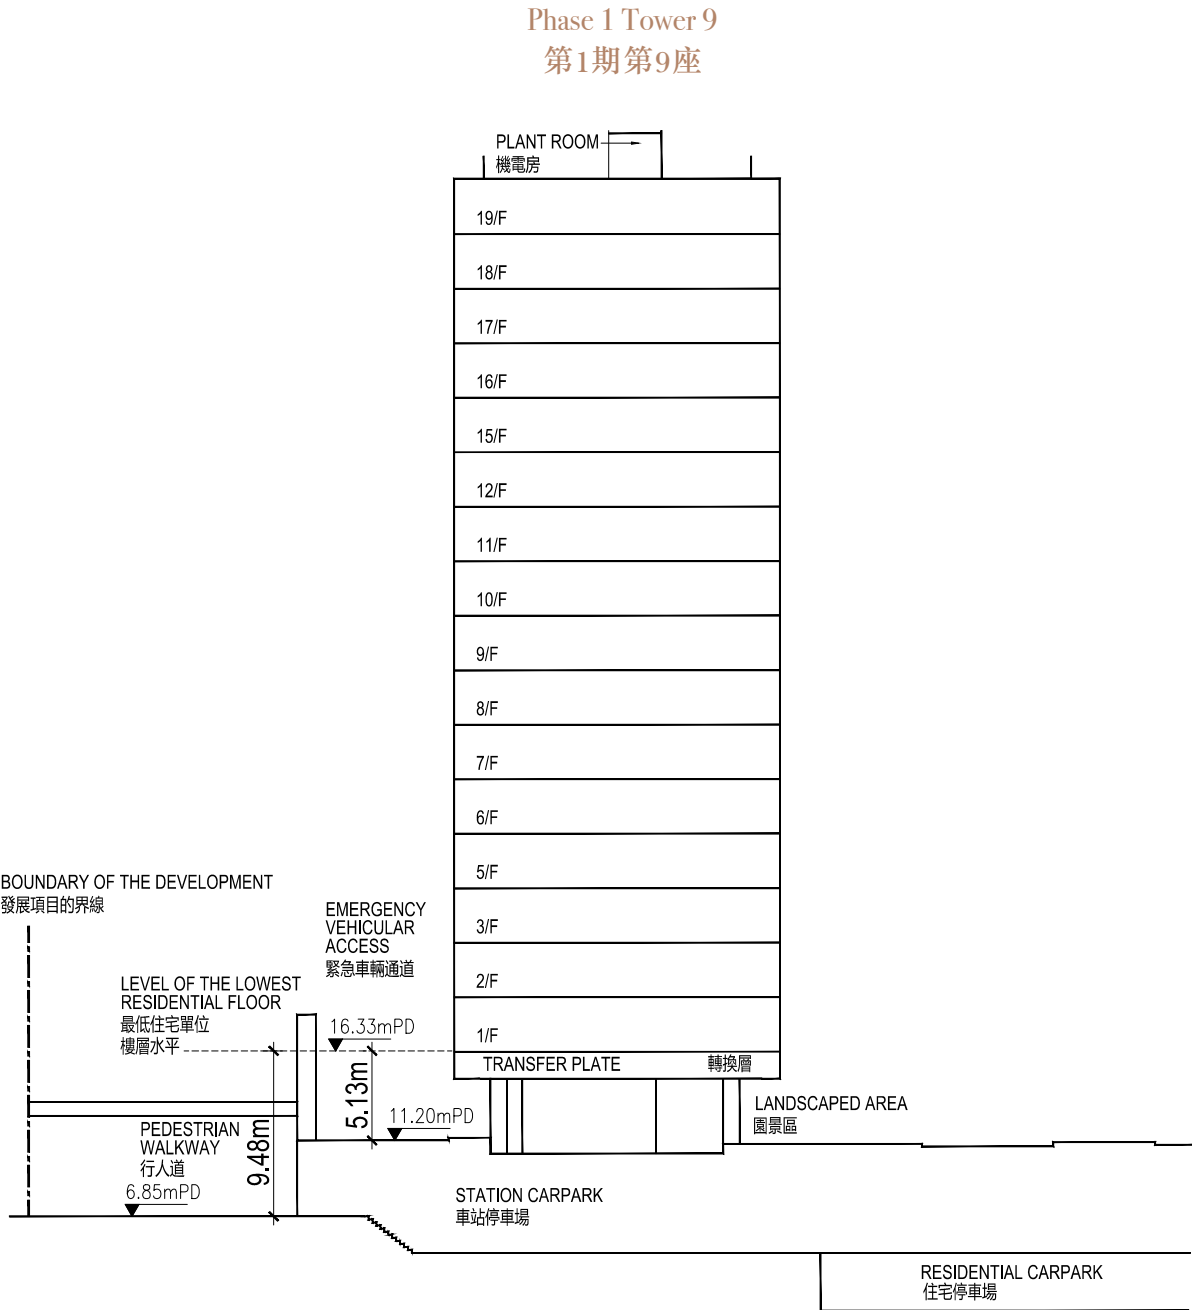 Phase 1 Tower 9
第1期第9座
PLANT ROOM
機電房
19/F
18/F
17/F
16/F
15/F
12/F
11/F
10/F
9/F
8/F
7/F
6/F
5/F
3/F
2/F
1/F
TRANSFER PLATE 轉換層
BOUNDARY OF THE DEVELOPMENT
發展項目的界線
EMERGENCY
VEHICULAR
ACCESS
緊急車輛通道
LEVEL OF THE LOWEST
RESIDENTIAL FLOOR
最低住宅單位
樓層水平
16.33mPD
5.13m
11.20mPD
9.48m
PEDESTRIAN
WALKWAY
行人道
6.85mPD
LANDSCAPED AREA
園景區
STATION CARPARK
車站停車場
RESIDENTIAL CARPARK
住宅停車場